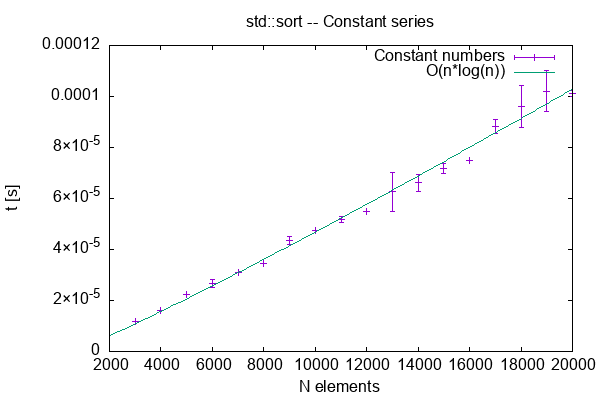 std::sort -- Constant series
Constant numbers
O(n*log(n))
0.00012
0.0001
8×10⁻⁵
6×10⁻⁵
4×10⁻⁵
2×10⁻⁵
0
t [s]
2000 4000 6000 8000 10000 12000 14000 16000 18000 20000
N elements